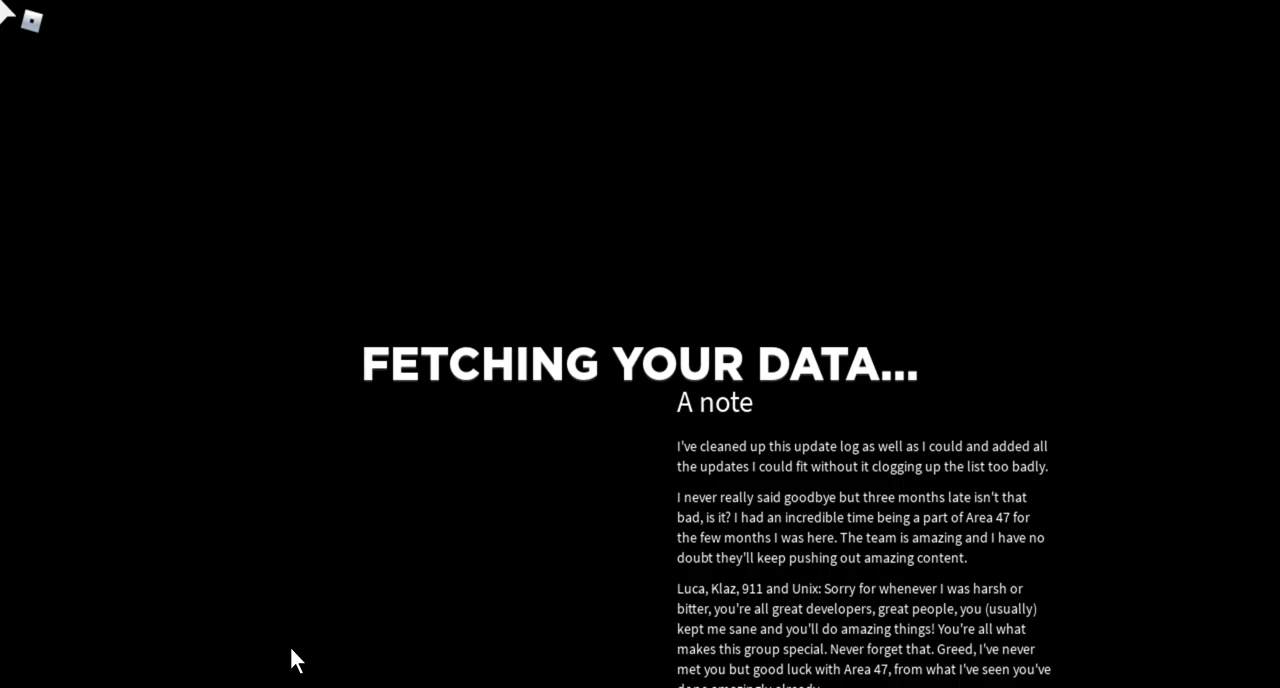 FETCHING YOUR DATA...
A note
I've cleaned up this update log as well as I could and added all
the updates I could fit without it clogging up the list too badly.
I never really said goodbye but three months late isn't that
bad, is it? I had an incredible time being a part of Area 47 for
the few months I was here. The team is amazing and I have no
doubt they'll keep pushing out amazing content.
Luca, Klaz, 911 and Unix: Sorry for whenever I was harsh or
bitter, you're all great developers, great people, you (usually)
kept me sane and you'll do amazing things! You're all what
makes this group special. Never forget that. Greed, I've never
met you but good luck with Area 47, from what I've seen you've
done amazingly already.